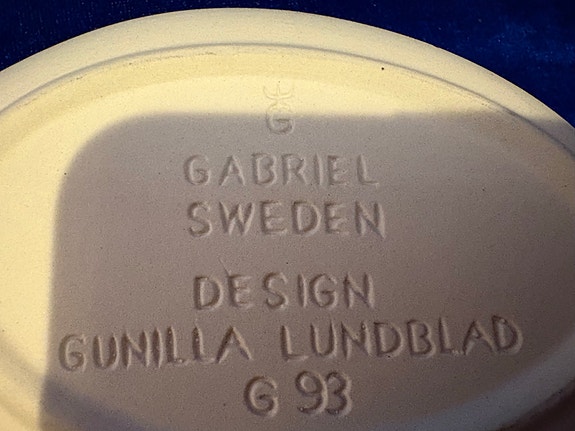 G
GABRIEL
SWEDEN
DESIGN
GUNILLA LUNDBLAD
G 93